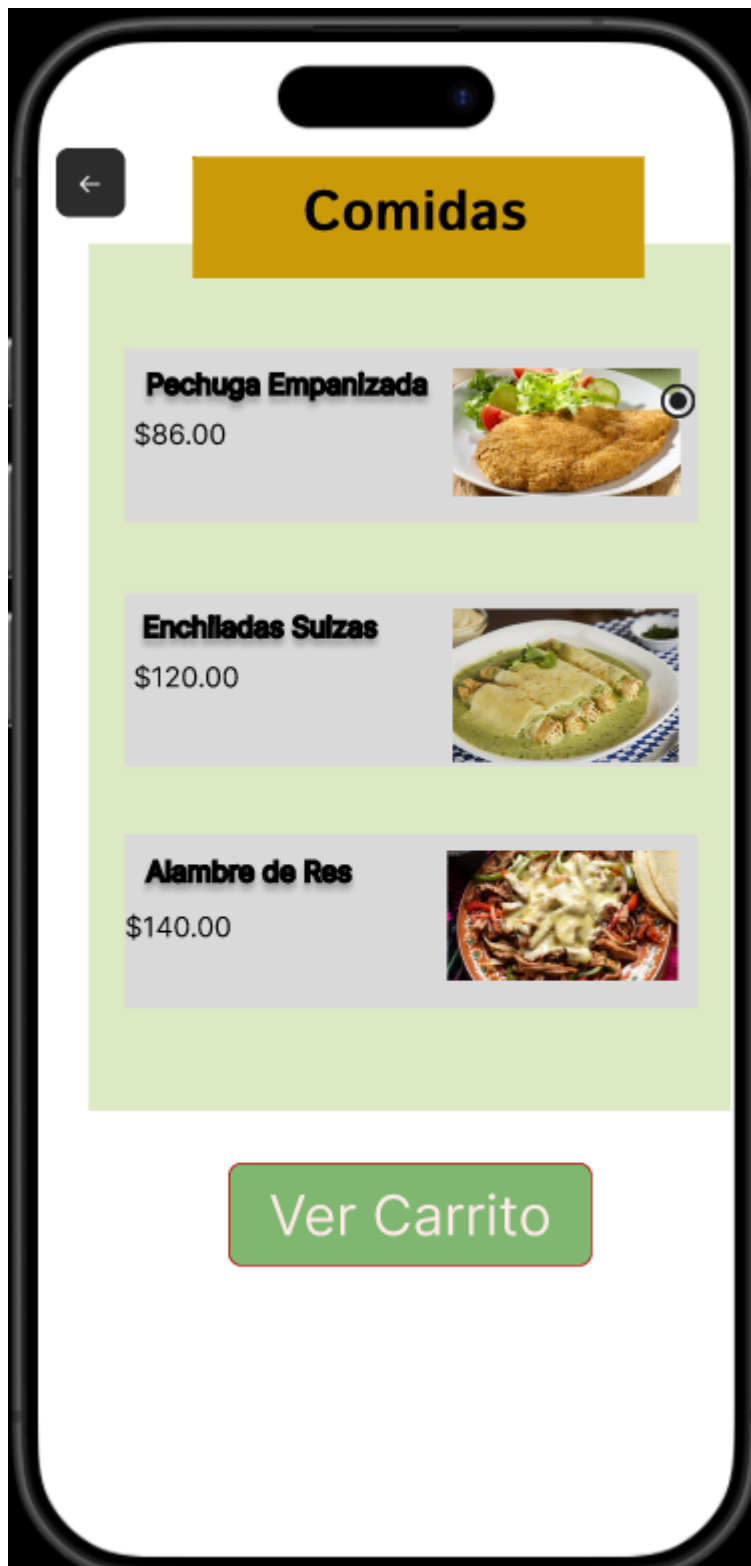 Comidas
Pechuga Empanizada
$86.00
Enchiladas Suizas
$120.00
Alambre de Res
$140.00
Ver Carrito